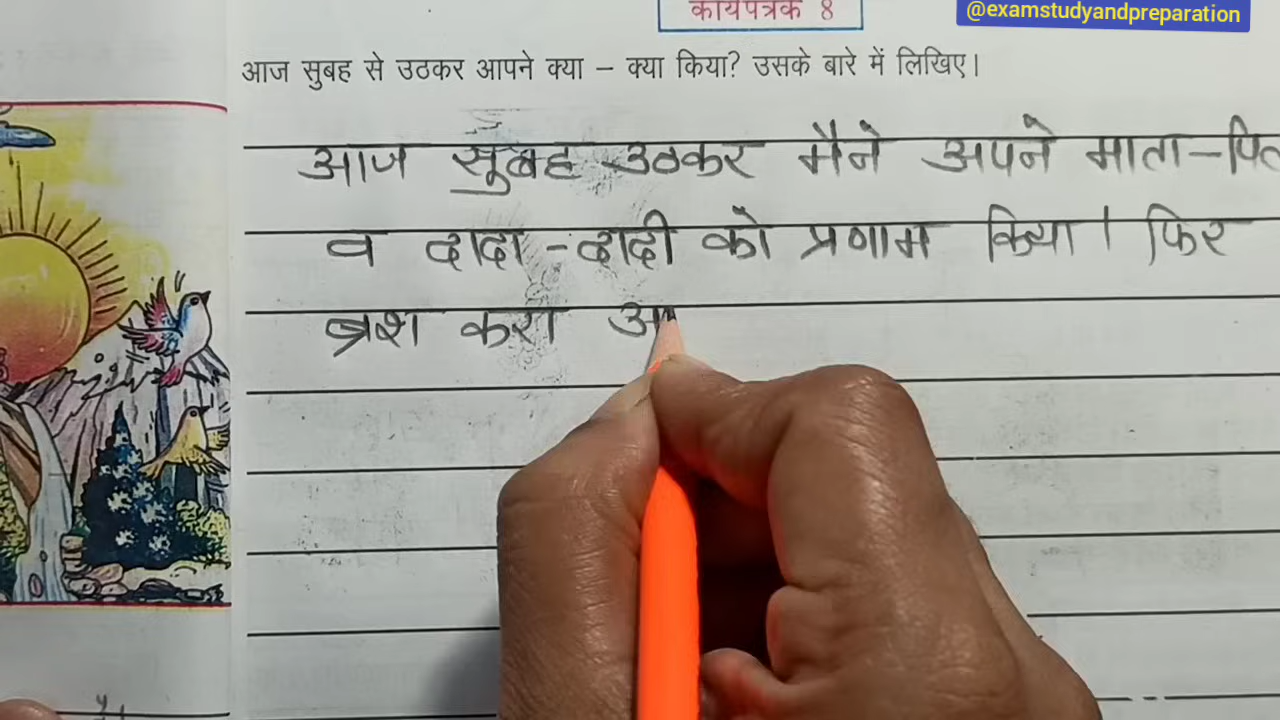 कार्यपत्रक 8
@examstudyandpreparation
आज सुबह से उठकर आपने क्या – क्या किया? उसके बारे में लिखिए।
आज सुबह उठकर मैने अपने माता-पित
व दादा-दादी को प्रणाम किया। फिर
ब्रश करा